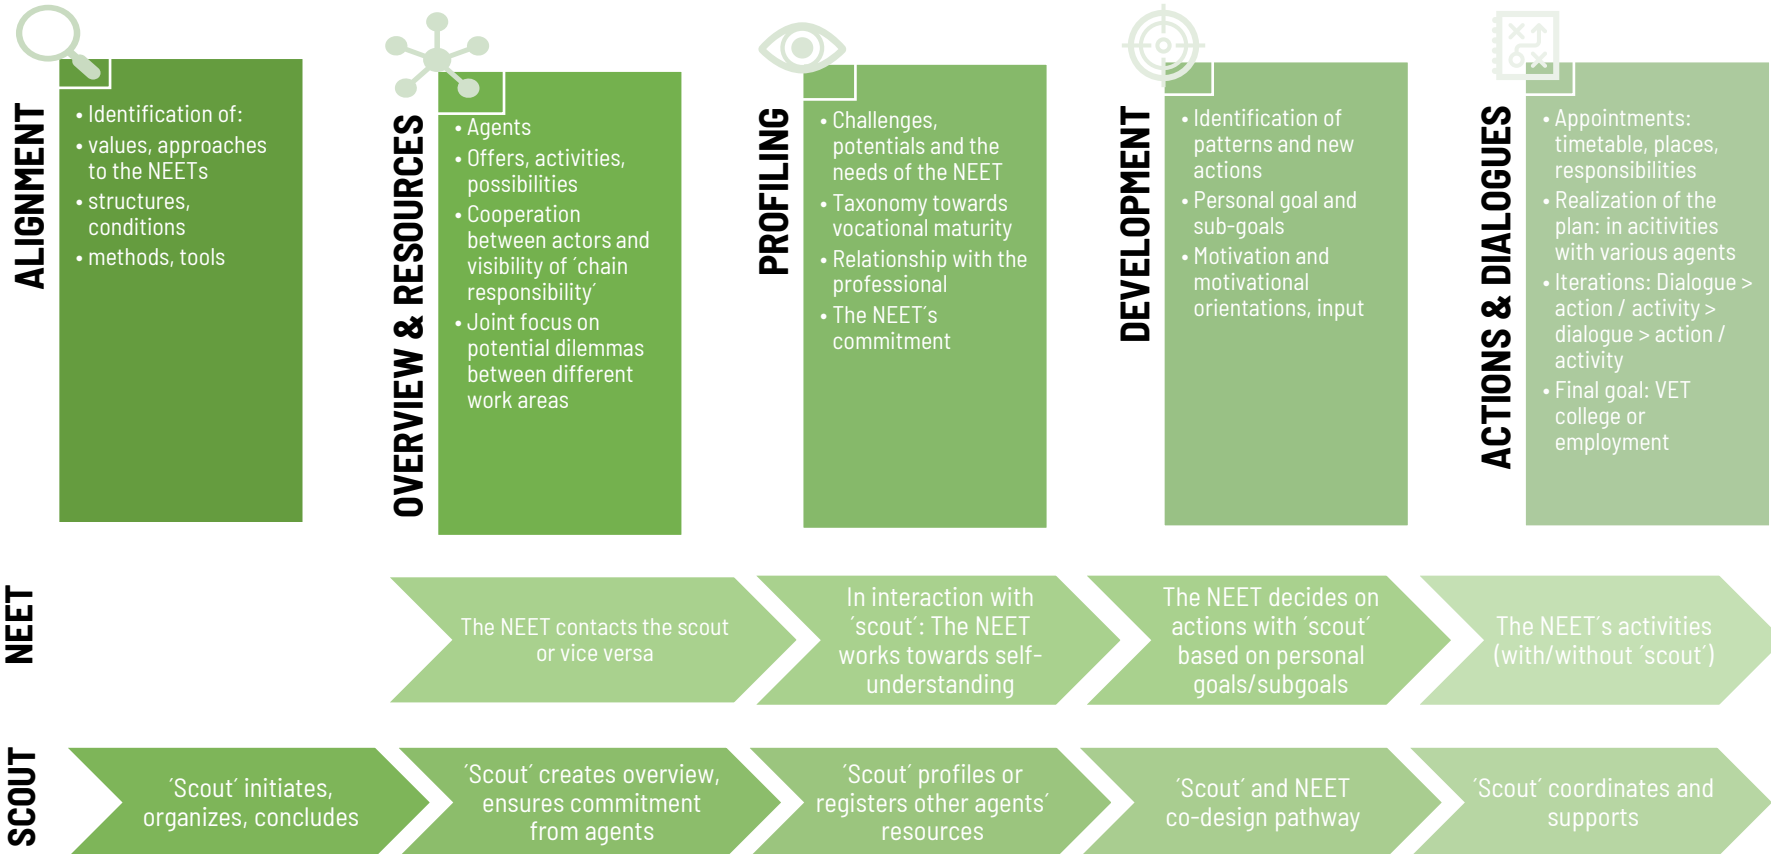 ALIGNMENT
• Identification of:
• values, approaches
to the NEETs
• structures,
conditions
• methods, tools
OVERVIEW & RESOURCES
• Agents
• Offers, activities,
possibilities
• Cooperation
between actors and
visibility of ´chain
responsibility´
• Joint focus on
potential dilemmas
between different
work areas
PROFILING
• Challenges,
potentials and the
needs of the NEET
• Taxonomy towards
vocational maturity
• Relationship with the
professional
• The NEET´s
commitment
DEVELOPMENT
• Identification of
patterns and new
actions
• Personal goal and
sub-goals
• Motivation and
motivational
orientations, input
ACTIONS & DIALOGUES
• Appointments:
timetable, places,
responsibilities
• Realization of the
plan: in acitivities
with various agents
• Iterations: Dialogue >
action / activity >
dialogue > action /
activity
• Final goal: VET
college or
employment
NEET
The NEET contacts the scout
or vice versa
In interaction with
´scout´: The NEET
works towards self-
understanding
The NEET decides on
actions with ´scout´
based on personal
goals/subgoals
The NEET´s activities
(with/without ´scout´)
SCOUT
´Scout´ initiates,
organizes, concludes
´Scout´ creates overview,
ensures commitment
from agents
´Scout´ profiles or
registers other agents´
resources
´Scout´ and NEET
co-design pathway
´Scout´ coordinates and
supports